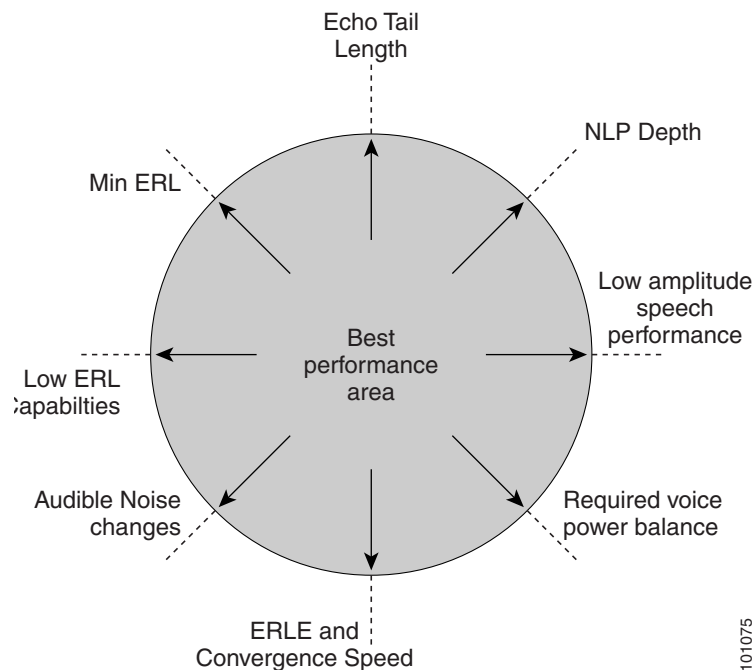 Echo Tail
Length
NLP Depth
Min ERL
Low amplitude
speech
performance
Best
performance
area
Low ERL
Capabilties
Audible Noise
changes
Required voice
power balance
ERLE and
Convergence Speed
101075